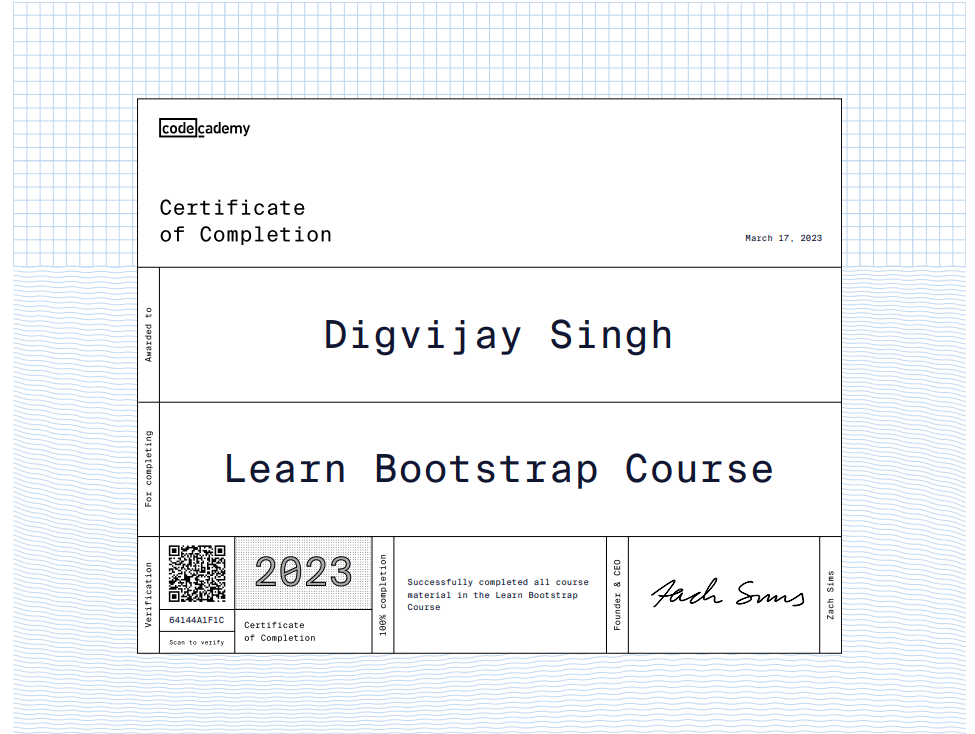 codecademy
Certificate
of Completion
March 17, 2023
Awarded to
Digvijay Singh
For completing
Learn Bootstrap Course
Verification
64144A1F1C
Scan to verify
2023
Certificate
of Completion
100% completion
Successfully completed all course
material in the Learn Bootstrap
Course
Founder & CEO
Zach Sims
Zach Sims